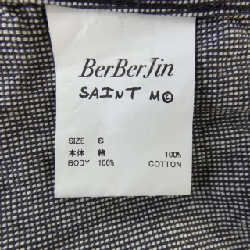 BerBerJin
SAINT M
SIZE S
本体 綿 100%
BODY 100% COTTON